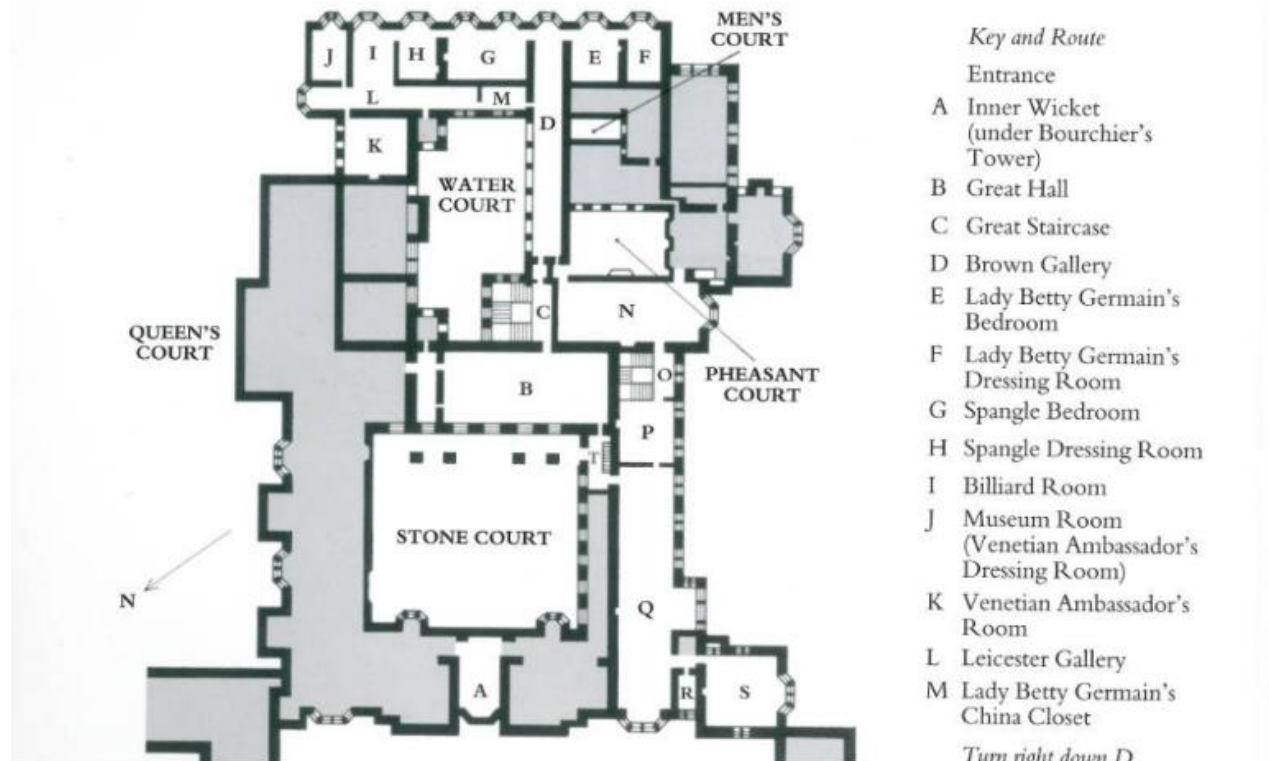 MEN'S
COURT
J
I
H
G
E
F
L
M
D
K
WATER
COURT
C
N
QUEEN'S
COURT
PHEASANT
COURT
B
O
P
T
STONE COURT
N
Q
A
R
S
Key and Route
Entrance
A Inner Wicket
(under Bourchier's
Tower)
B Great Hall
C Great Staircase
D Brown Gallery
E Lady Betty Germain's
Bedroom
F Lady Betty Germain's
Dressing Room
G Spangle Bedroom
H Spangle Dressing Room
I Billiard Room
J Museum Room
(Venetian Ambassador's
Dressing Room)
K Venetian Ambassador's
Room
L Leicester Gallery
M Lady Betty Germain's
China Closet
Turn right down D